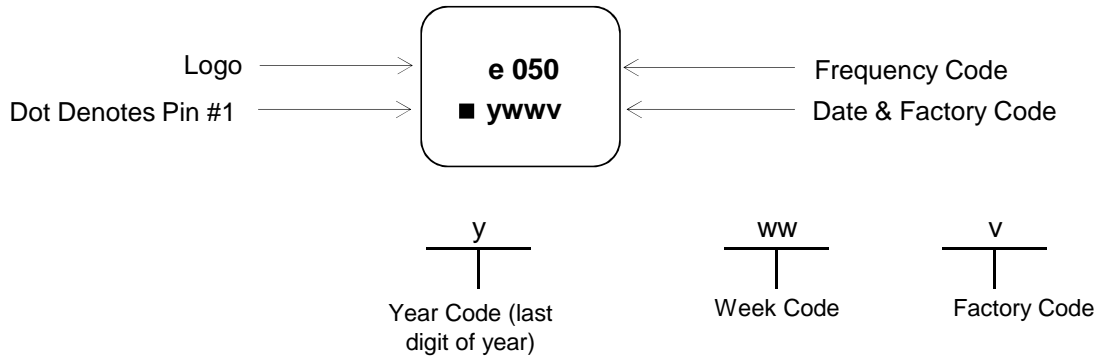 Logo
e 050
Frequency Code
Dot Denotes Pin #1
■ ywwv
Date & Factory Code
y
ww
v
Year Code (last
digit of year)
Week Code
Factory Code